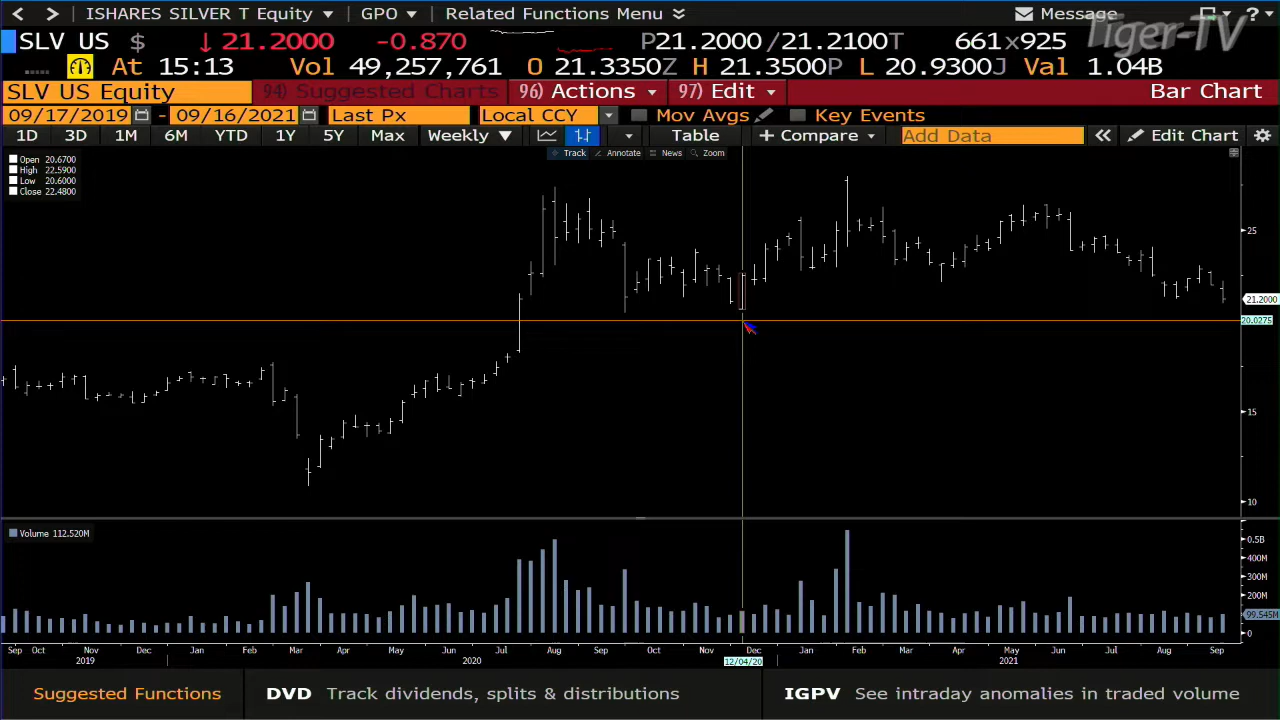 ISHARES SILVER T Equity GPO Related Functions Menu Message ?
Tiger-TV
SLV US $ ↓ 21.2000 -0.870 P21.2000 /21.2100T 661x925
At 15:13 Vol 49,257,761 O 21.3350Z H 21.3500P L 20.9300J Val 1.04B
SLV US Equity 94) Suggested Charts 96) Actions 97) Edit Bar Chart
09/17/2019 - 09/16/2021 Last Px Local CCY Mov Avgs Key Events
1D 3D 1M 6M YTD 1Y 5Y Max Weekly ▼ Table + Compare Add Data « Edit Chart
Track Annotate News Zoom
Open 20.6700
High 22.5900
Low 20.6000
Close 22.4800
25
21.2000
20.0275
15
10
Volume 112.520M
0.5B
400M
300M
200M
99.545M
0
Sep Oct Nov Dec Jan Feb Mar Apr May Jun Jul Aug Sep Oct Nov Dec Jan Feb Mar Apr May Jun Jul Aug Sep
2019 2020 12/04/20 2021
Suggested Functions DVD Track dividends, splits & distributions IGPV See intraday anomalies in traded volume